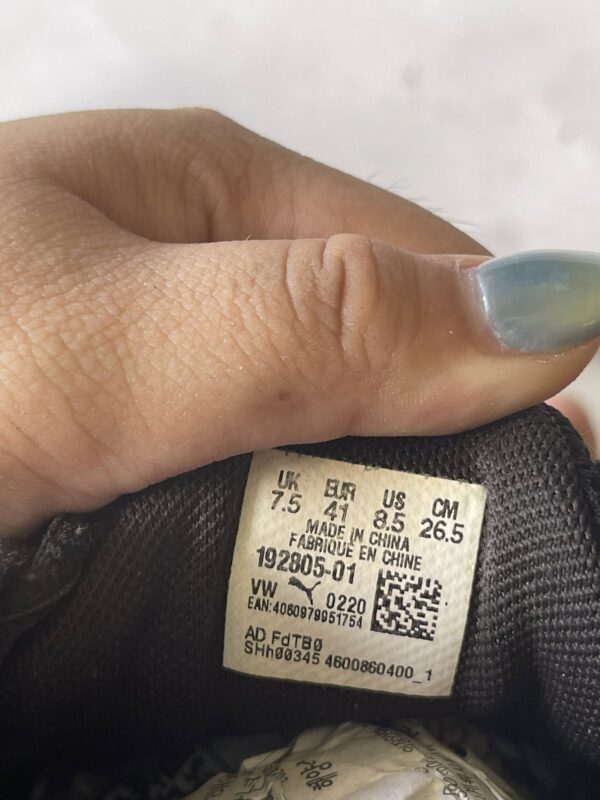 UK EUR US CM
7.5 41 8.5 26.5
MADE IN CHINA
FABRIQUE EN CHINE
192805-01
VW 0220
EAN:4060979951754
AD FdTB0
SHh00345 4600860400_1